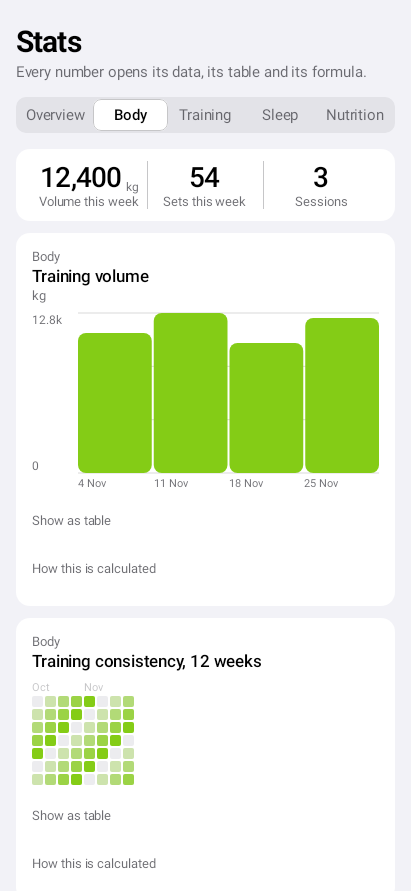 Stats
Every number opens its data, its table and its formula.
Overview
Body
Training
Sleep
Nutrition
12,400 kg
Volume this week
54
Sets this week
3
Sessions
Body
Training volume
kg
12.8k
0
4 Nov
11 Nov
18 Nov
25 Nov
Show as table
How this is calculated
Body
Training consistency, 12 weeks
Oct
Nov
Show as table
How this is calculated